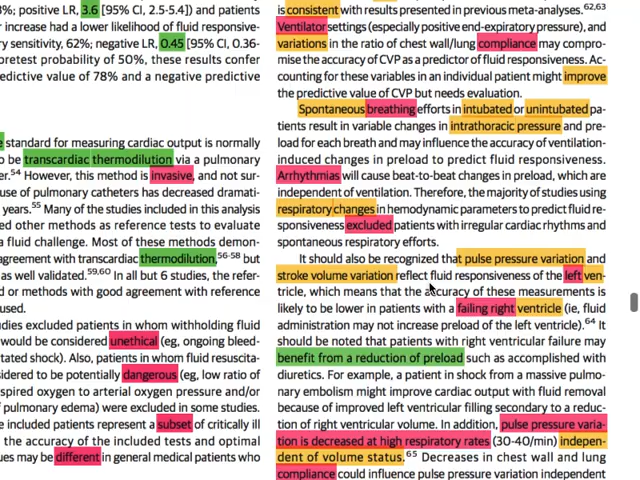 %; positive LR, 3.6 [95% CI, 2.5-5.4]) and patients
increase had a lower likelihood of fluid responsive-
y sensitivity, 62%; negative LR, 0.45 [95% CI, 0.36-
pretest probability of 50%, these results confer
edictive value of 78% and a negative predictive
standard for measuring cardiac output is normally
o be transcardiac thermodilution via a pulmonary
er.54 However, this method is invasive, and not sur-
use of pulmonary catheters has decreased dramati-
years.55 Many of the studies included in this analysis
ed other methods as reference tests to evaluate
a fluid challenge. Most of these methods demon-
agreement with transcardiac thermodilution,56-58 but
as well validated.59,60 In all but 6 studies, the refer-
d or methods with good agreement with reference
used.
udies excluded patients in whom withholding fluid
would be considered unethical (eg, ongoing bleed-
tated shock). Also, patients in whom fluid resuscita-
sidered to be potentially dangerous (eg, low ratio of
spired oxygen to arterial oxygen pressure and/or
pulmonary edema) were excluded in some studies.
e included patients represent a subset of critically ill
the accuracy of the included tests and optimal
ues may be different in general medical patients who
is consistent with results presented in previous meta-analyses.62,63
Ventilator settings (especially positive end-expiratory pressure), and
variations in the ratio of chest wall/lung compliance may compro-
mise the accuracy of CVP as a predictor of fluid responsiveness. Ac-
counting for these variables in an individual patient might improve
the predictive value of CVP but needs evaluation.
Spontaneous breathing efforts in intubated or unintubated pa-
tients result in variable changes in intrathoracic pressure and pre-
load for each breath and may influence the accuracy of ventilation-
induced changes in preload to predict fluid responsiveness.
Arrhythmias will cause beat-to-beat changes in preload, which are
independent of ventilation. Therefore, the majority of studies using
respiratory changes in hemodynamic parameters to predict fluid re-
sponsiveness excluded patients with irregular cardiac rhythms and
spontaneous respiratory efforts.
It should also be recognized that pulse pressure variation and
stroke volume variation reflect fluid responsiveness of the left ven-
tricle, which means that the accuracy of these measurements is
likely to be lower in patients with a failing right ventricle (ie, fluid
administration may not increase preload of the left ventricle).64 It
should be noted that patients with right ventricular failure may
benefit from a reduction of preload such as accomplished with
diuretics. For example, a patient in shock from a massive pulmo-
nary embolism might improve cardiac output with fluid removal
because of improved left ventricular filling secondary to a reduc-
tion of right ventricular volume. In addition, pulse pressure varia-
tion is decreased at high respiratory rates (30-40/min) indepen-
dent of volume status.65 Decreases in chest wall and lung
compliance could influence pulse pressure variation independent